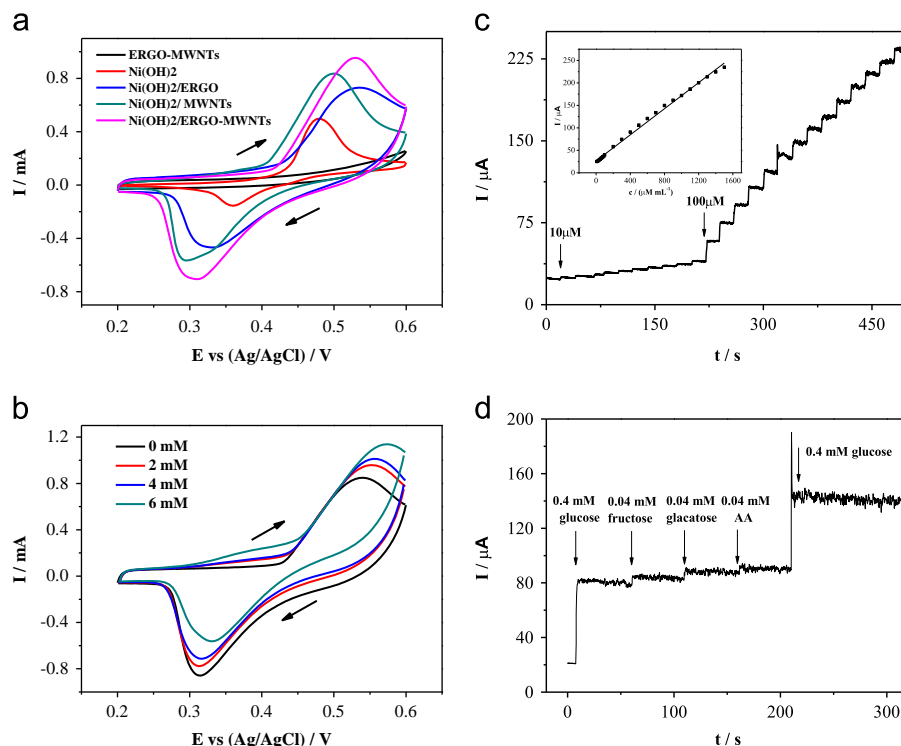 a
ERGO-MWNTs
Ni(OH)2
Ni(OH)2/ERGO
Ni(OH)2/ MWNTs
Ni(OH)2/ERGO-MWNTs
0.8
0.4
0.0
-0.4
-0.8
I / mA
0.2 0.3 0.4 0.5 0.6
E vs (Ag/AgCl) / V
c
225
150
75
0
I / μA
250
200
150
100
50
0
I / μA
0 400 800 1200 1600
c / (μM mL⁻¹)
10μM
100μM
0 150 300 450
t / s
b
0 mM
2 mM
4 mM
6 mM
1.2
0.6
0.0
-0.4
-0.8
I / mA
0.2 0.3 0.4 0.5 0.6
E vs (Ag/AgCl) / V
d
200
160
120
80
40
0
I / μA
0.4 mM
glucose
0.04 mM
fructose
0.04 mM
glacatose
0.04 mM
AA
0.4 mM glucose
0 100 200 300
t / s